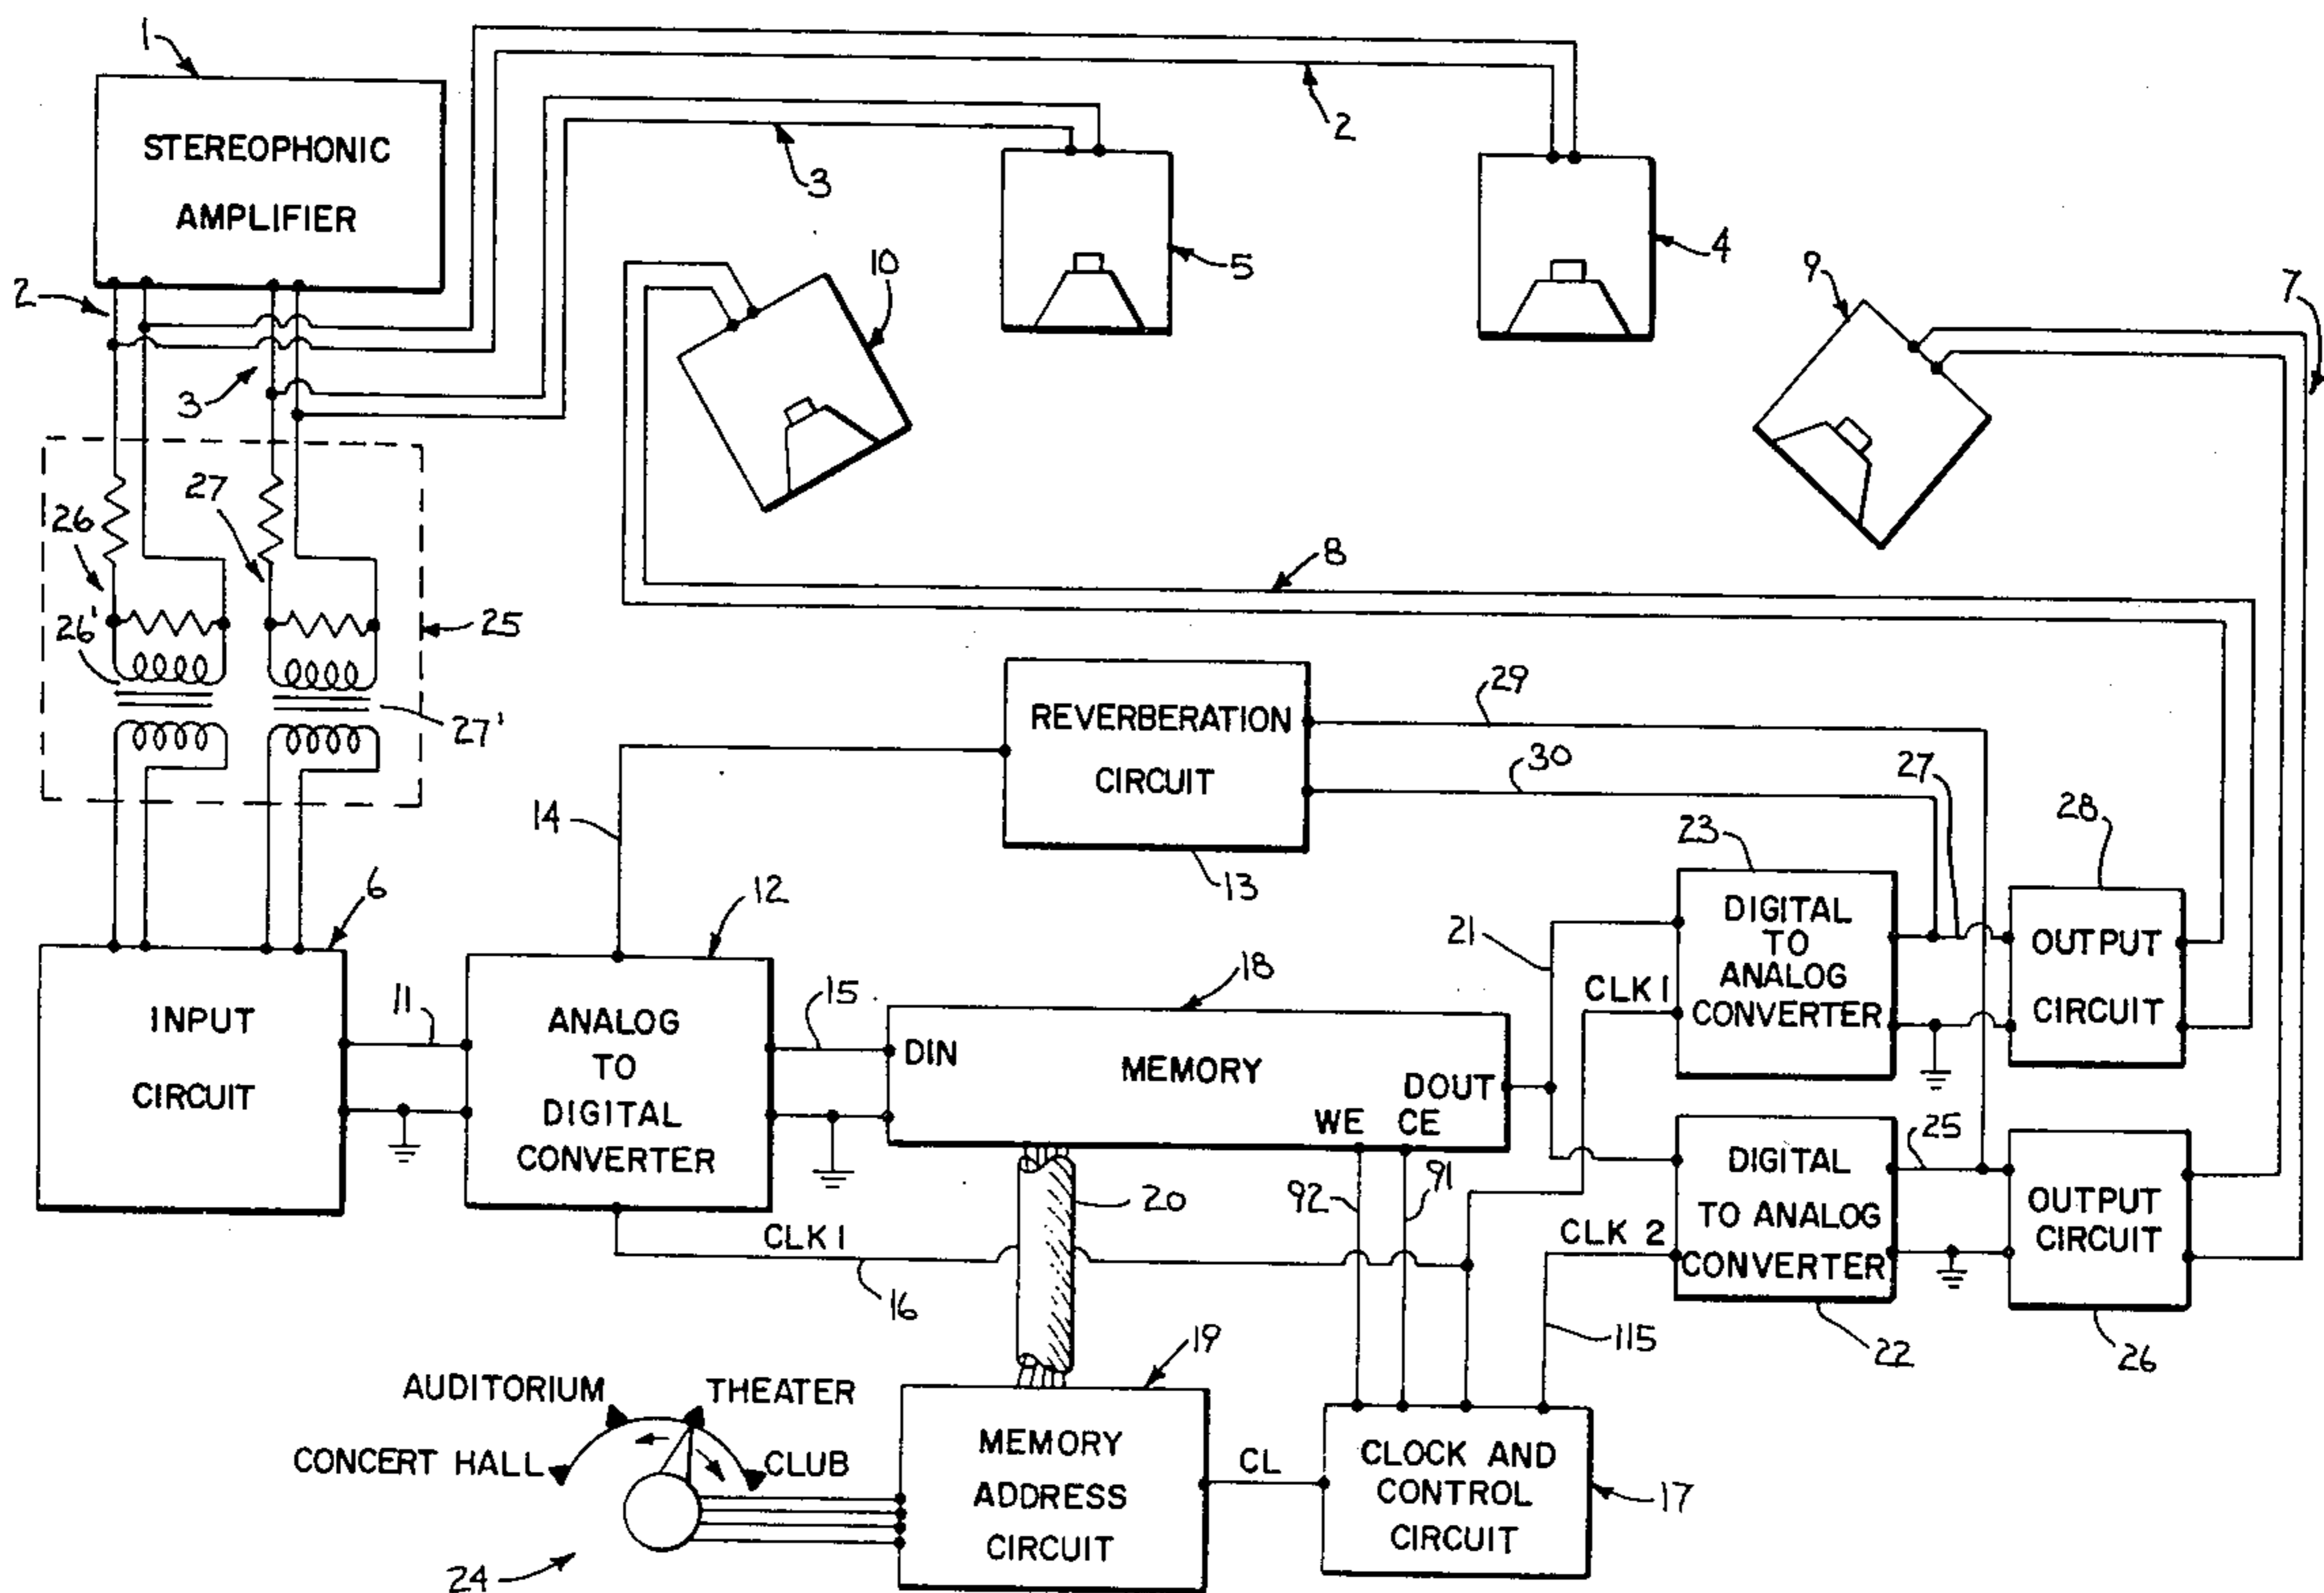 1
STEREOPHONIC
AMPLIFIER
2
3
5
4
10
9
7
2
3
27
26
26'
25
27'
8
REVERBERATION
CIRCUIT
29
30
27
14
13
23
28
6
12
DIGITAL
TO
ANALOG
CONVERTER
OUTPUT
CIRCUIT
21
CLK 1
INPUT
CIRCUIT
11
ANALOG
TO
DIGITAL
CONVERTER
15
18
DIN
MEMORY
DOUT
WE CE
25
DIGITAL
TO ANALOG
CONVERTER
OUTPUT
CIRCUIT
92
91
20
CLK 1
CLK 2
16
115
22
26
19
AUDITORIUM
THEATER
CONCERT HALL
CLUB
MEMORY
ADDRESS
CIRCUIT
CL
CLOCK AND
CONTROL
CIRCUIT
17
24